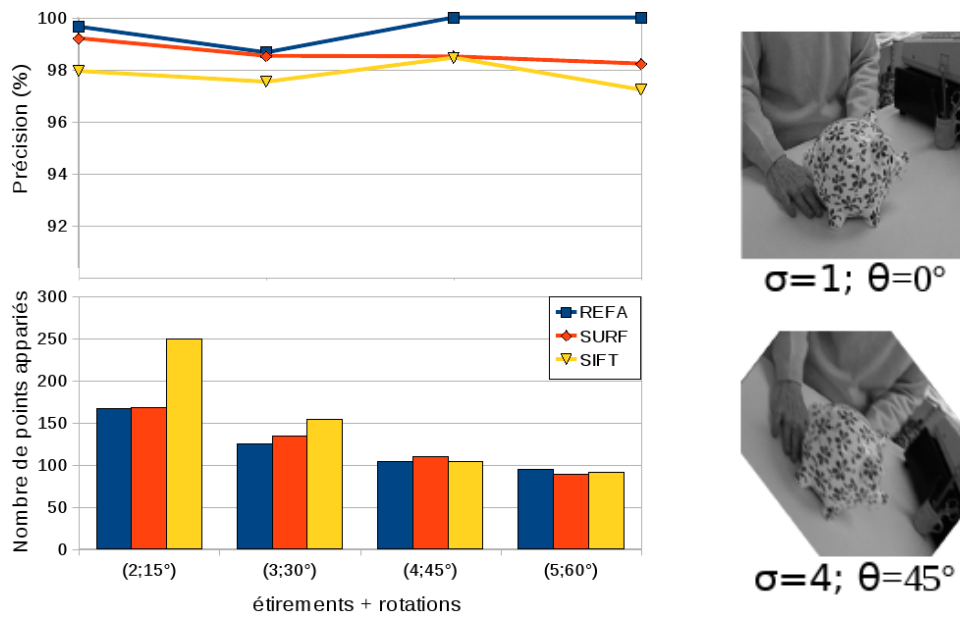 Précision (%)
100
98
96
94
92
Nombre de points appariés
300
250
200
150
100
50
0
REFA
SURF
SIFT
(2;15°)
(3;30°)
(4;45°)
(5;60°)
étirements + rotations
σ=1; θ=0°
σ=4; θ=45°